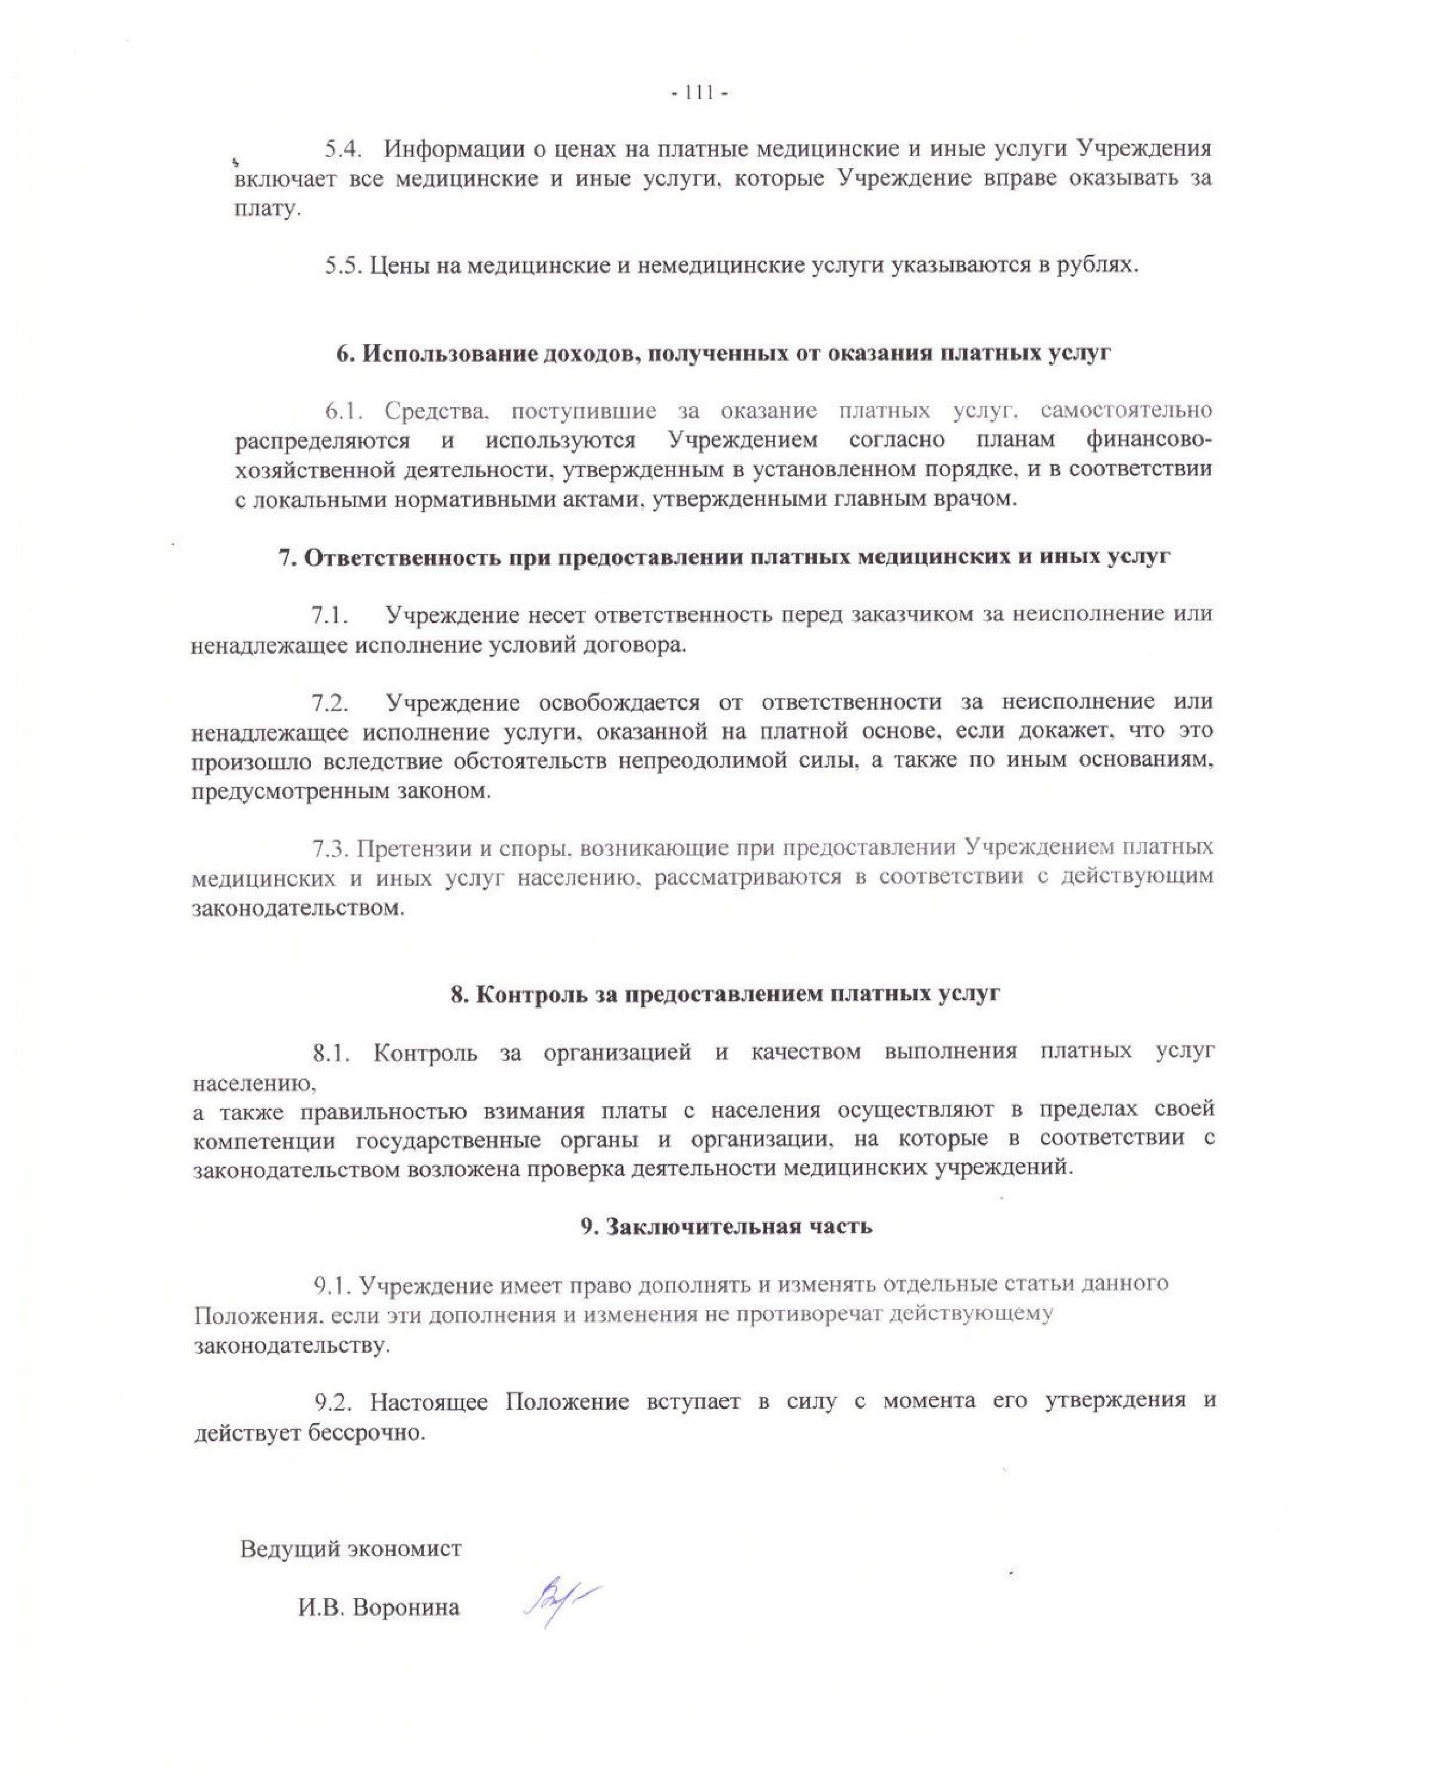 - 111 -
5.4. Информации о ценах на платные медицинские и иные услуги Учреждения
включает все медицинские и иные услуги, которые Учреждение вправе оказывать за
плату.
5.5. Цены на медицинские и немедицинские услуги указываются в рублях.
6. Использование доходов, полученных от оказания платных услуг
6.1. Средства, поступившие за оказание платных услуг, самостоятельно
распределяются и используются Учреждением согласно планам финансово-
хозяйственной деятельности, утвержденным в установленном порядке, и в соответствии
с локальными нормативными актами, утвержденными главным врачом.
7. Ответственность при предоставлении платных медицинских и иных услуг
7.1. Учреждение несет ответственность перед заказчиком за неисполнение или
ненадлежащее исполнение условий договора.
7.2. Учреждение освобождается от ответственности за неисполнение или
ненадлежащее исполнение услуги, оказанной на платной основе, если докажет, что это
произошло вследствие обстоятельств непреодолимой силы, а также по иным основаниям,
предусмотренным законом.
7.3. Претензии и споры, возникающие при предоставлении Учреждением платных
медицинских и иных услуг населению, рассматриваются в соответствии с действующим
законодательством.
8. Контроль за предоставлением платных услуг
8.1. Контроль за организацией и качеством выполнения платных услуг
населению,
а также правильностью взимания платы с населения осуществляют в пределах своей
компетенции государственные органы и организации, на которые в соответствии с
законодательством возложена проверка деятельности медицинских учреждений.
9. Заключительная часть
9.1. Учреждение имеет право дополнять и изменять отдельные статьи данного
Положения, если эти дополнения и изменения не противоречат действующему
законодательству.
9.2. Настоящее Положение вступает в силу с момента его утверждения и
действует бессрочно.
Ведущий экономист
И.В. Воронина